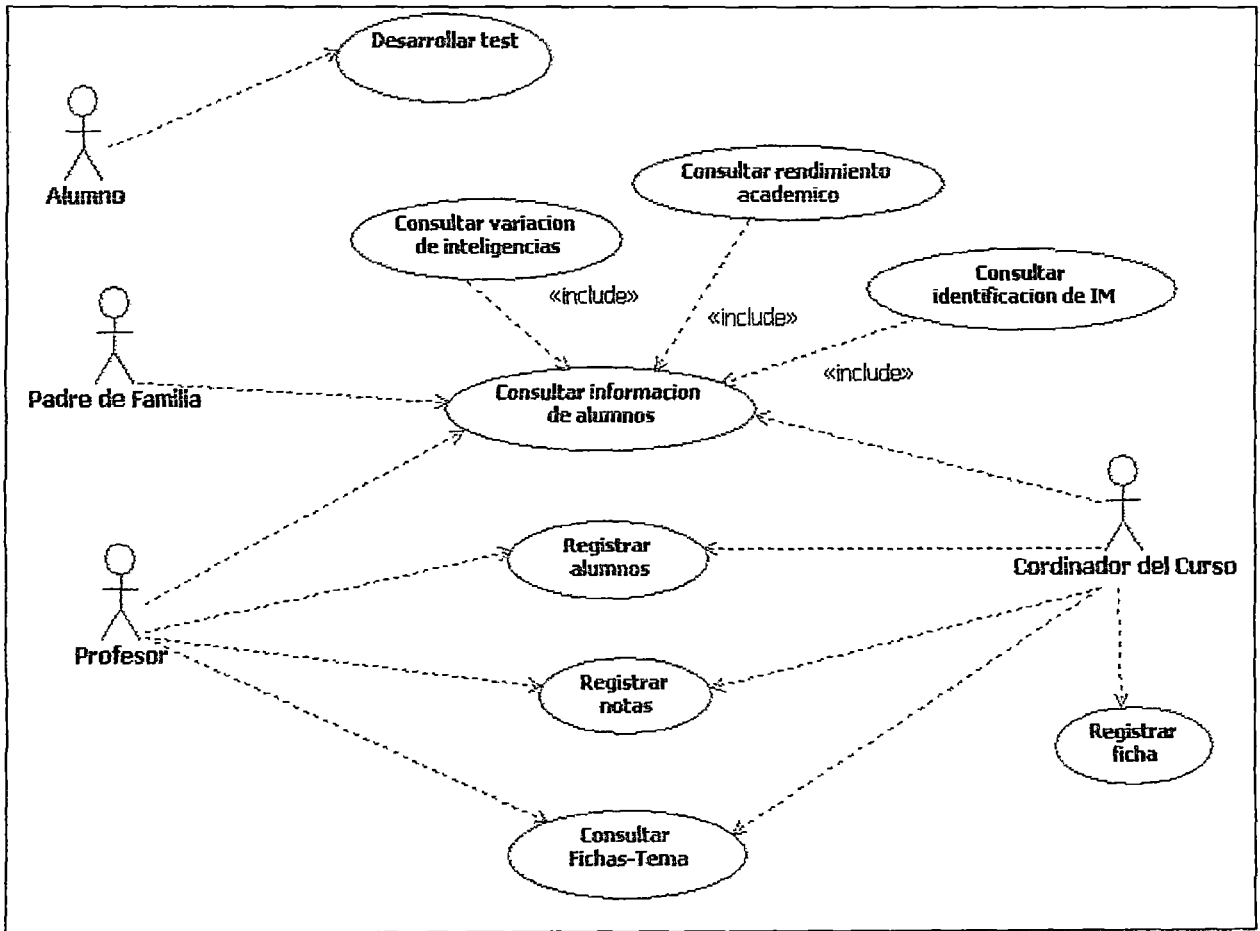 Desarrollar test
Alumno
Consultar rendimiento
academico
Consultar variacion
de inteligencias
Consultar
identificacion de IM
«include»
«include»
«include»
Padre de Familia
Consultar informacion
de alumnos
Registrar
alumnos
Cordinador del Curso
Profesor
Registrar
notas
Registrar
ficha
Consultar
Fichas-Tema